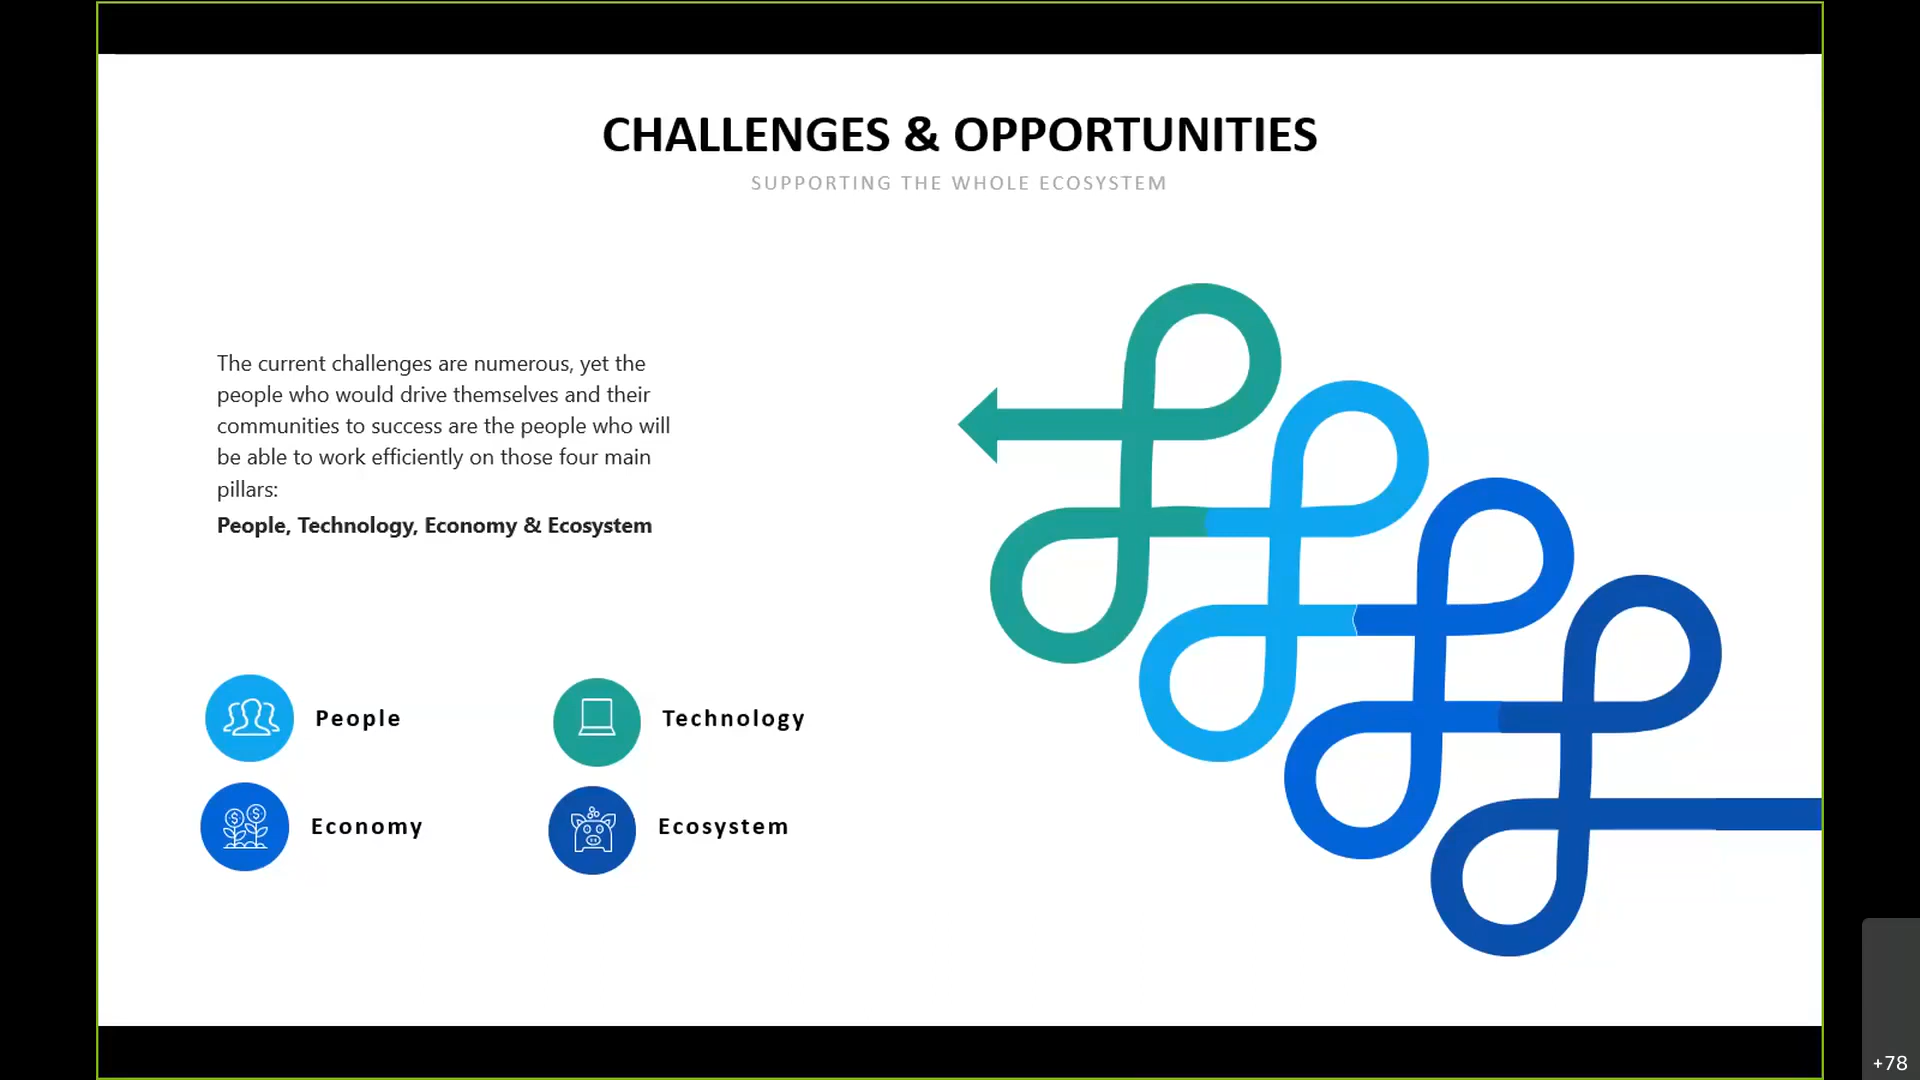 CHALLENGES & OPPORTUNITIES
SUPPORTING THE WHOLE ECOSYSTEM
The current challenges are numerous, yet the
people who would drive themselves and their
communities to success are the people who will
be able to work efficiently on those four main
pillars:
People, Technology, Economy & Ecosystem
People
Technology
Economy
Ecosystem
+78